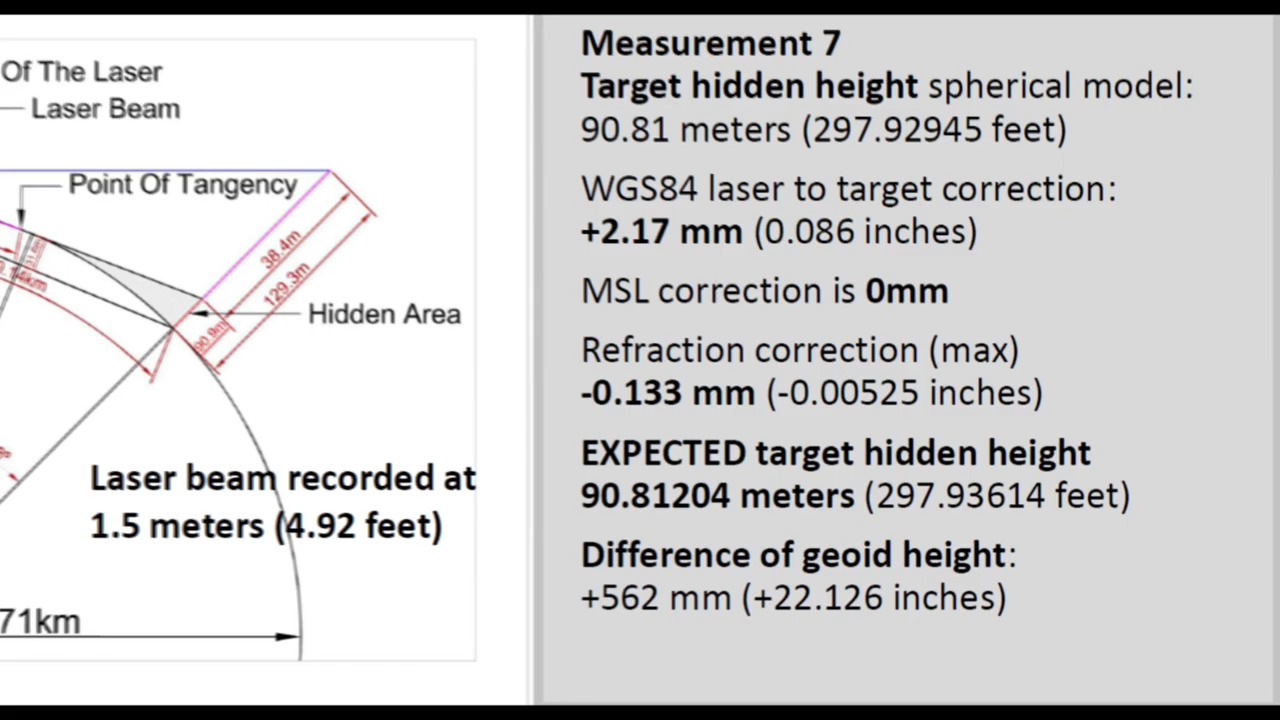 Of The Laser
Laser Beam
Point Of Tangency
38.4m
129.3m
Hidden Area
90.9m
Laser beam recorded at
1.5 meters (4.92 feet)
71km
Measurement 7
Target hidden height spherical model:
90.81 meters (297.92945 feet)
WGS84 laser to target correction:
+2.17 mm (0.086 inches)
MSL correction is 0mm
Refraction correction (max)
-0.133 mm (-0.00525 inches)
EXPECTED target hidden height
90.81204 meters (297.93614 feet)
Difference of geoid height:
+562 mm (+22.126 inches)